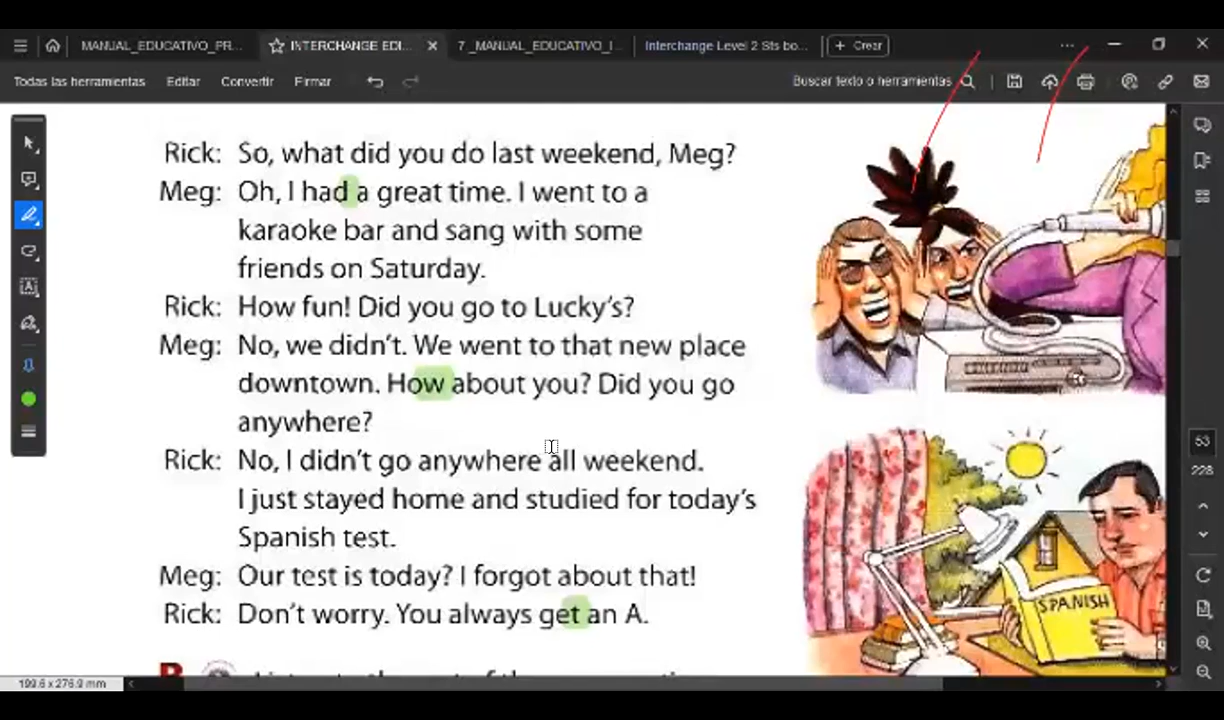 MANUAL_EDUCATIVO_PR...
INTERCHANGE EDI...
7 _MANUAL_EDUCATIVO_I...
Interchange Level 2 Sts bo...
+ Crear
Todas las herramientas
Editar
Convertir
Firmar
Buscar texto o herramientas
Rick: So, what did you do last weekend, Meg?
Meg: Oh, I had a great time. I went to a
karaoke bar and sang with some
friends on Saturday.
Rick: How fun! Did you go to Lucky's?
Meg: No, we didn't. We went to that new place
downtown. How about you? Did you go
anywhere?
Rick: No, I didn't go anywhere all weekend.
I just stayed home and studied for today's
Spanish test.
Meg: Our test is today? I forgot about that!
Rick: Don't worry. You always get an A.
SPANISH
53
228
B
199.6 x 276.9 mm